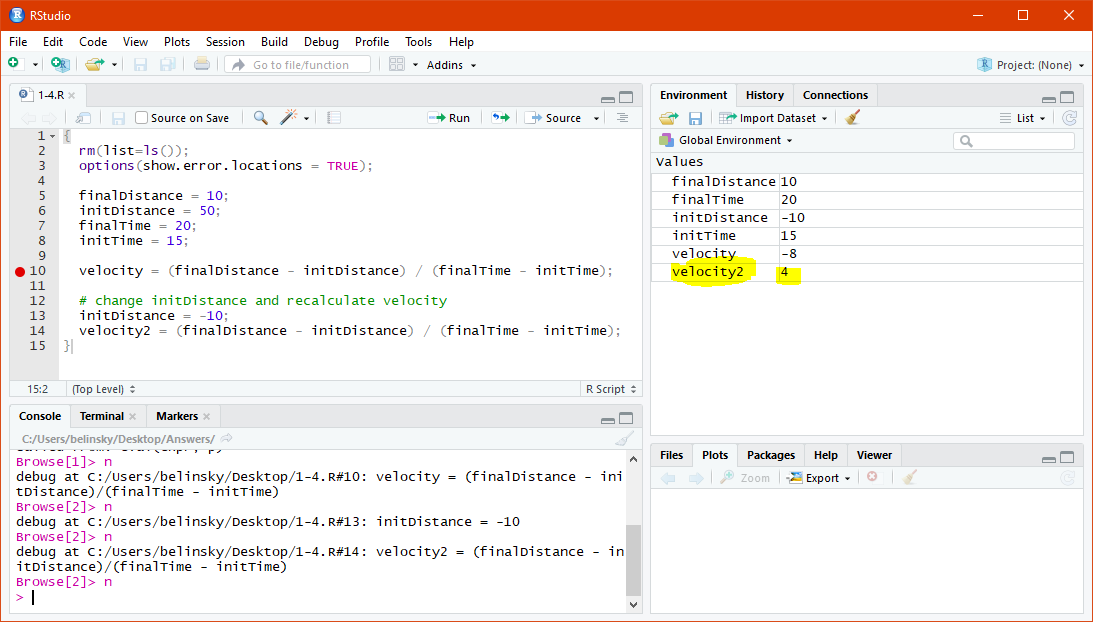 RStudio
File Edit Code View Plots Session Build Debug Profile Tools Help
Go to file/function Addins Project: (None)
1-4.R
Source on Save Run Source
1 {
2 rm(list=ls());
3 options(show.error.locations = TRUE);
4
5 finalDistance = 10;
6 initDistance = 50;
7 finalTime = 20;
8 initTime = 15;
9
10 velocity = (finalDistance - initDistance) / (finalTime - initTime);
11
12 # change initDistance and recalculate velocity
13 initDistance = -10;
14 velocity2 = (finalDistance - initDistance) / (finalTime - initTime);
15 }
15:2 (Top Level) R Script
Console Terminal Markers
C:/Users/belinsky/Desktop/Answers/
Browse[1]> n
debug at C:/Users/belinsky/Desktop/1-4.R#10: velocity = (finalDistance - ini
tDistance)/(finalTime - initTime)
Browse[2]> n
debug at C:/Users/belinsky/Desktop/1-4.R#13: initDistance = -10
Browse[2]> n
debug at C:/Users/belinsky/Desktop/1-4.R#14: velocity2 = (finalDistance - in
itDistance)/(finalTime - initTime)
Browse[2]> n
>
Environment History Connections
Import Dataset List
Global Environment
Values
finalDistance 10
finalTime 20
initDistance -10
initTime 15
velocity -8
velocity2 4
Files Plots Packages Help Viewer
Zoom Export